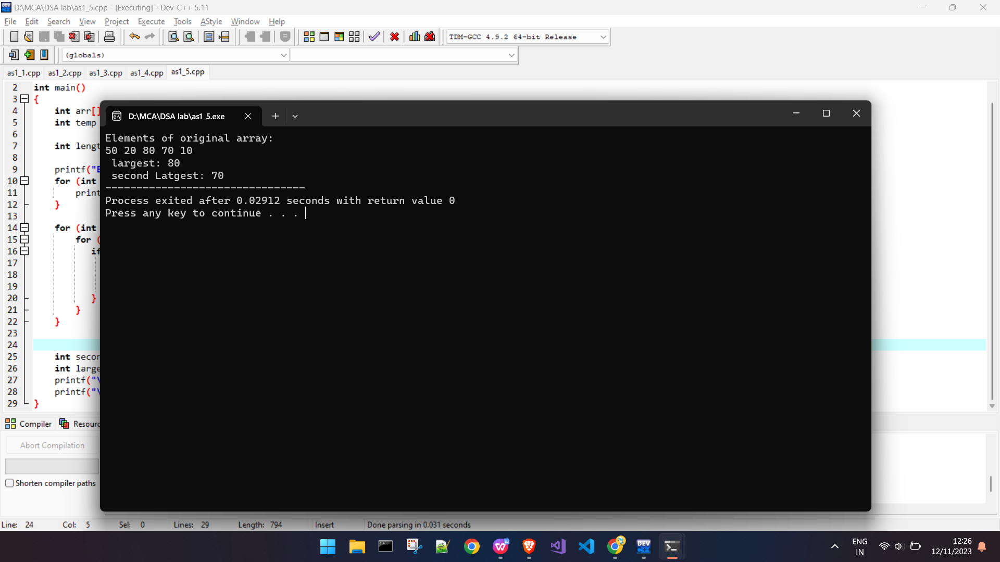 D:\MCA\DSA lab\as1_5.cpp - [Executing] - Dev-C++ 5.11
File Edit Search View Project Execute Tools AStyle Window Help
TDM-GCC 4.9.2 64-bit Release
(globals)
as1_1.cpp as1_2.cpp as1_3.cpp as1_4.cpp as1_5.cpp
2 int main()
3 {
4 int arr[]
5 int temp
6
7 int lengt
8
9 printf("E
10 for (int
11 print
12 }
13
14 for (int
15 for (
16 if
17
18
19
20 }
21 }
22 }
23
24
25 int secon
26 int large
27 printf("\
28 printf("\
29 }
D:\MCA\DSA lab\as1_5.exe
Elements of original array:
50 20 80 70 10
largest: 80
second Latgest: 70
--------------------------------
Process exited after 0.02912 seconds with return value 0
Press any key to continue . . .
Compiler Resourc
Abort Compilation
Shorten compiler paths
Line: 24 Col: 5 Sel: 0 Lines: 29 Length: 794 Insert Done parsing in 0.031 seconds
DEV
ENG
IN
12:26
12/11/2023